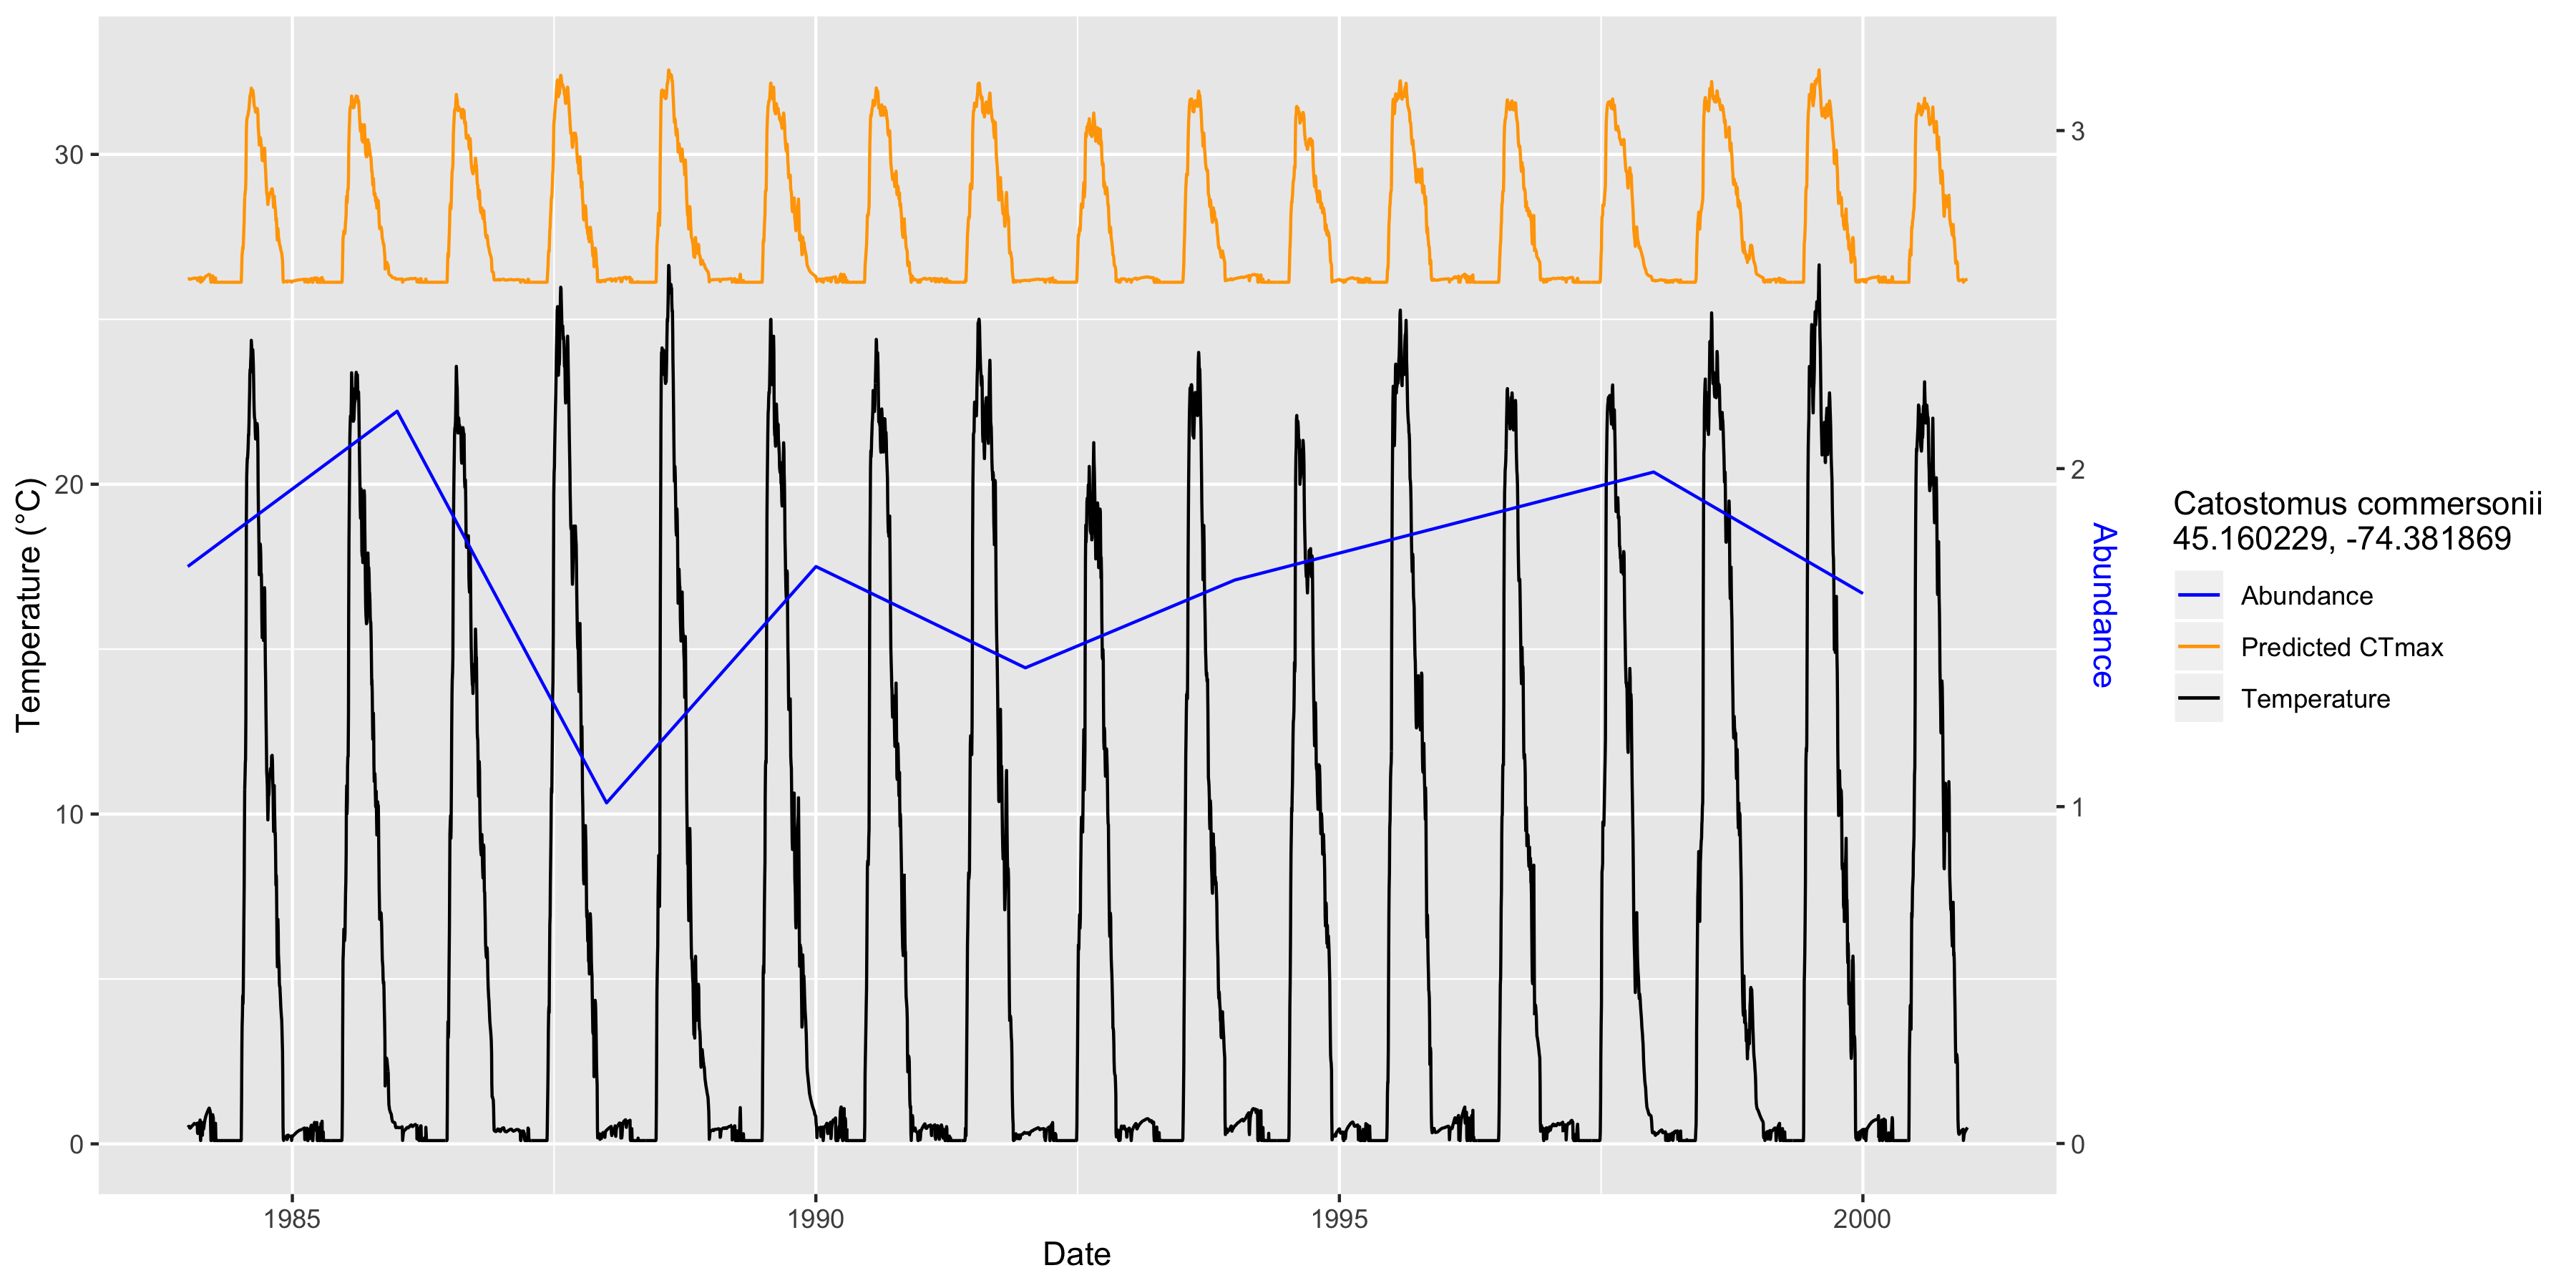 30
20
10
0
Temperature (°C)
1985
1990
1995
2000
Date
3
2
1
0
Abundance
Catostomus commersonii
45.160229, -74.381869
Abundance
Predicted CTmax
Temperature